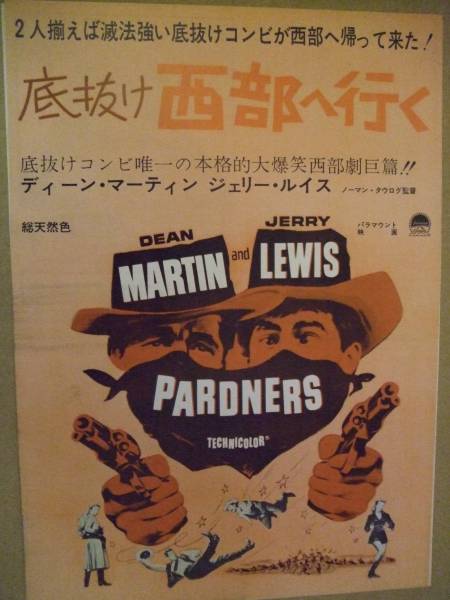 2人揃えば滅法強い底抜けコンビが西部へ帰って来た!
底抜け西部へ行く
底抜けコンビ唯一の本格的大爆笑西部劇巨篇!!
ディーン・マーティン ジェリー・ルイス ノーマン・タウログ監督
総天然色
パラマウント映画
DEAN MARTIN and JERRY LEWIS
PARDNERS
TECHNICOLOR®